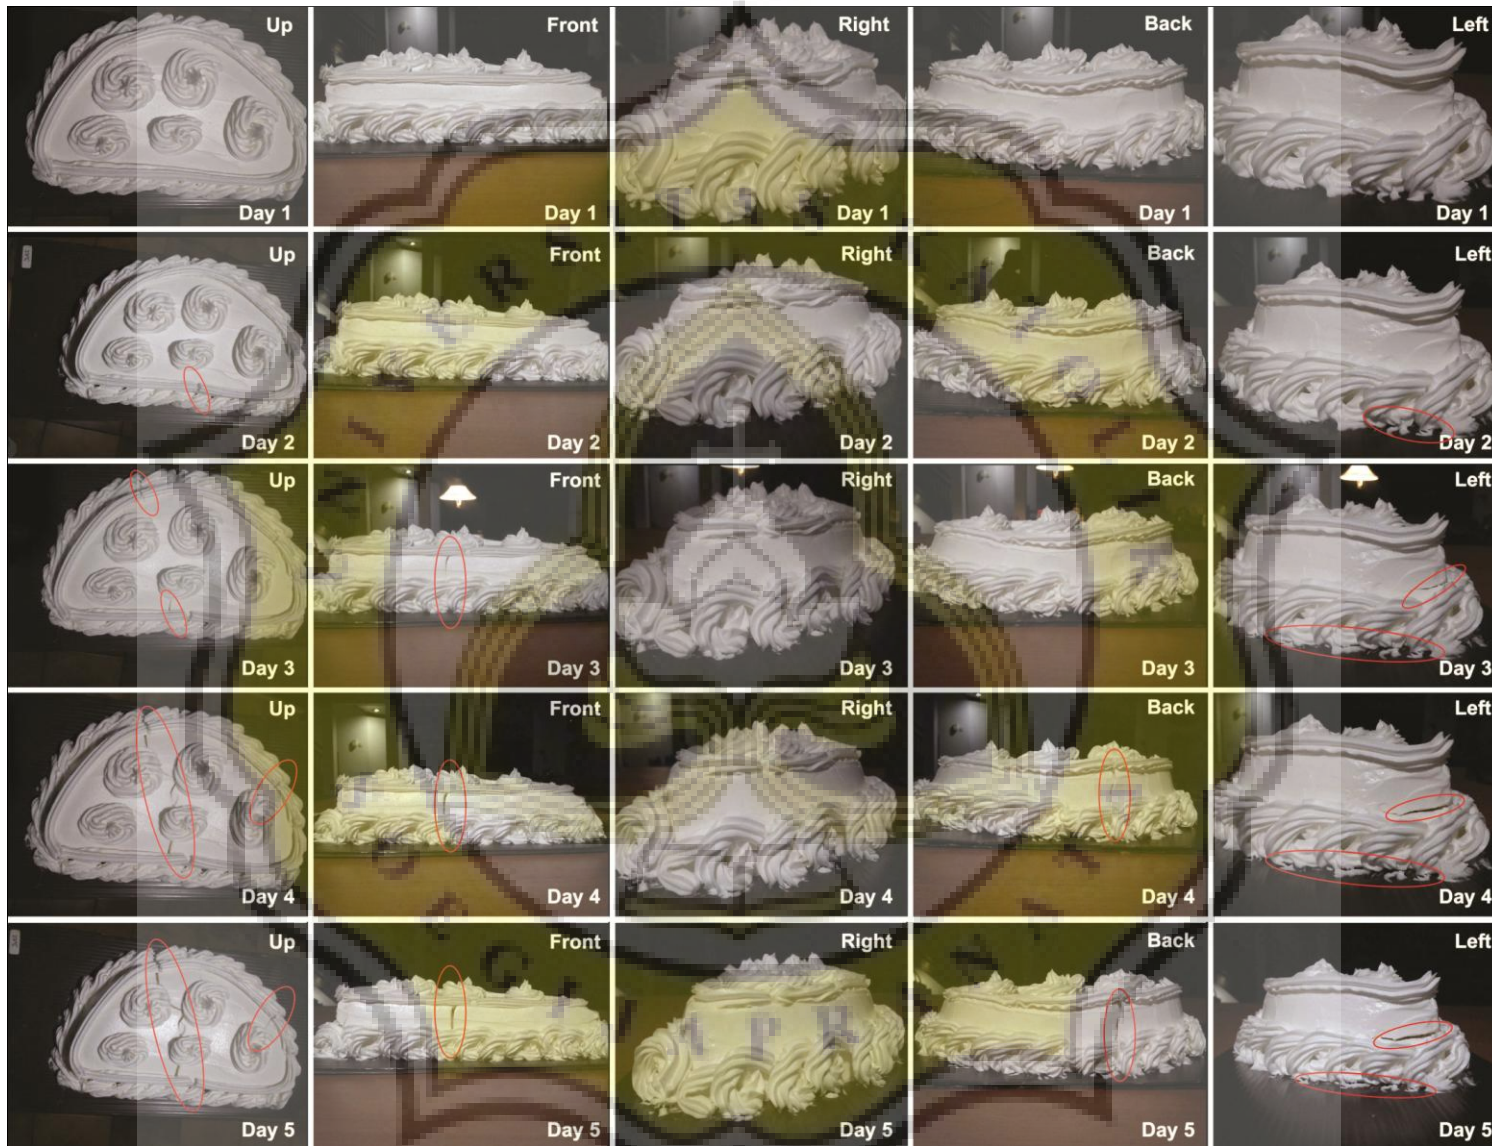 Up Front Right Back Left
Day 1 Day 1 Day 1 Day 1 Day 1
Up Front Right Back Left
Day 2 Day 2 Day 2 Day 2 Day 2
Up Front Right Back Left
Day 3 Day 3 Day 3 Day 3 Day 3
Up Front Right Back Left
Day 4 Day 4 Day 4 Day 4 Day 4
Up Front Right Back Left
Day 5 Day 5 Day 5 Day 5 Day 5